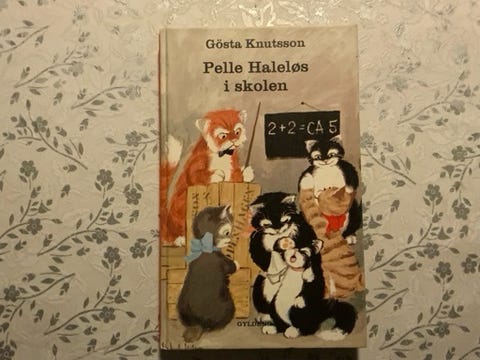 Gösta Knutsson
Pelle Haleløs
i skolen
2+2=CA 5